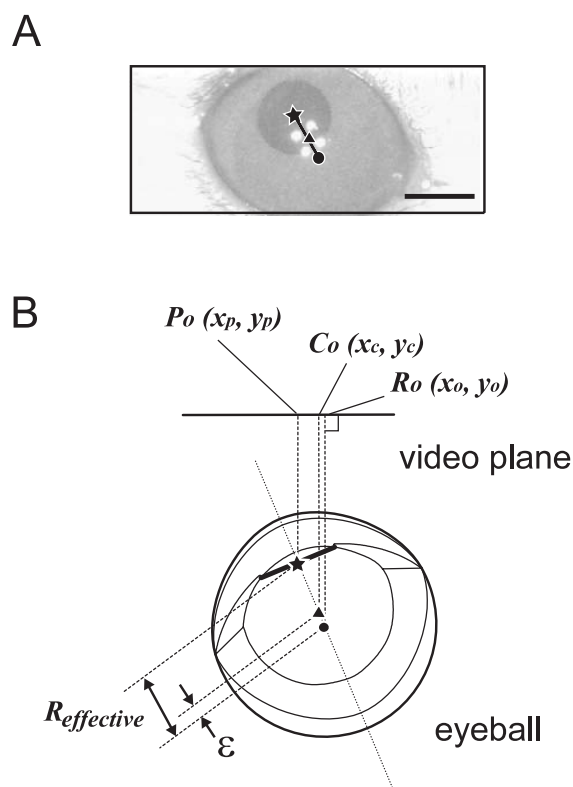 A
B
Po (xp, yp)
Co (xc, yc)
Ro (xo, yo)
video plane
Reffective
ε
eyeball